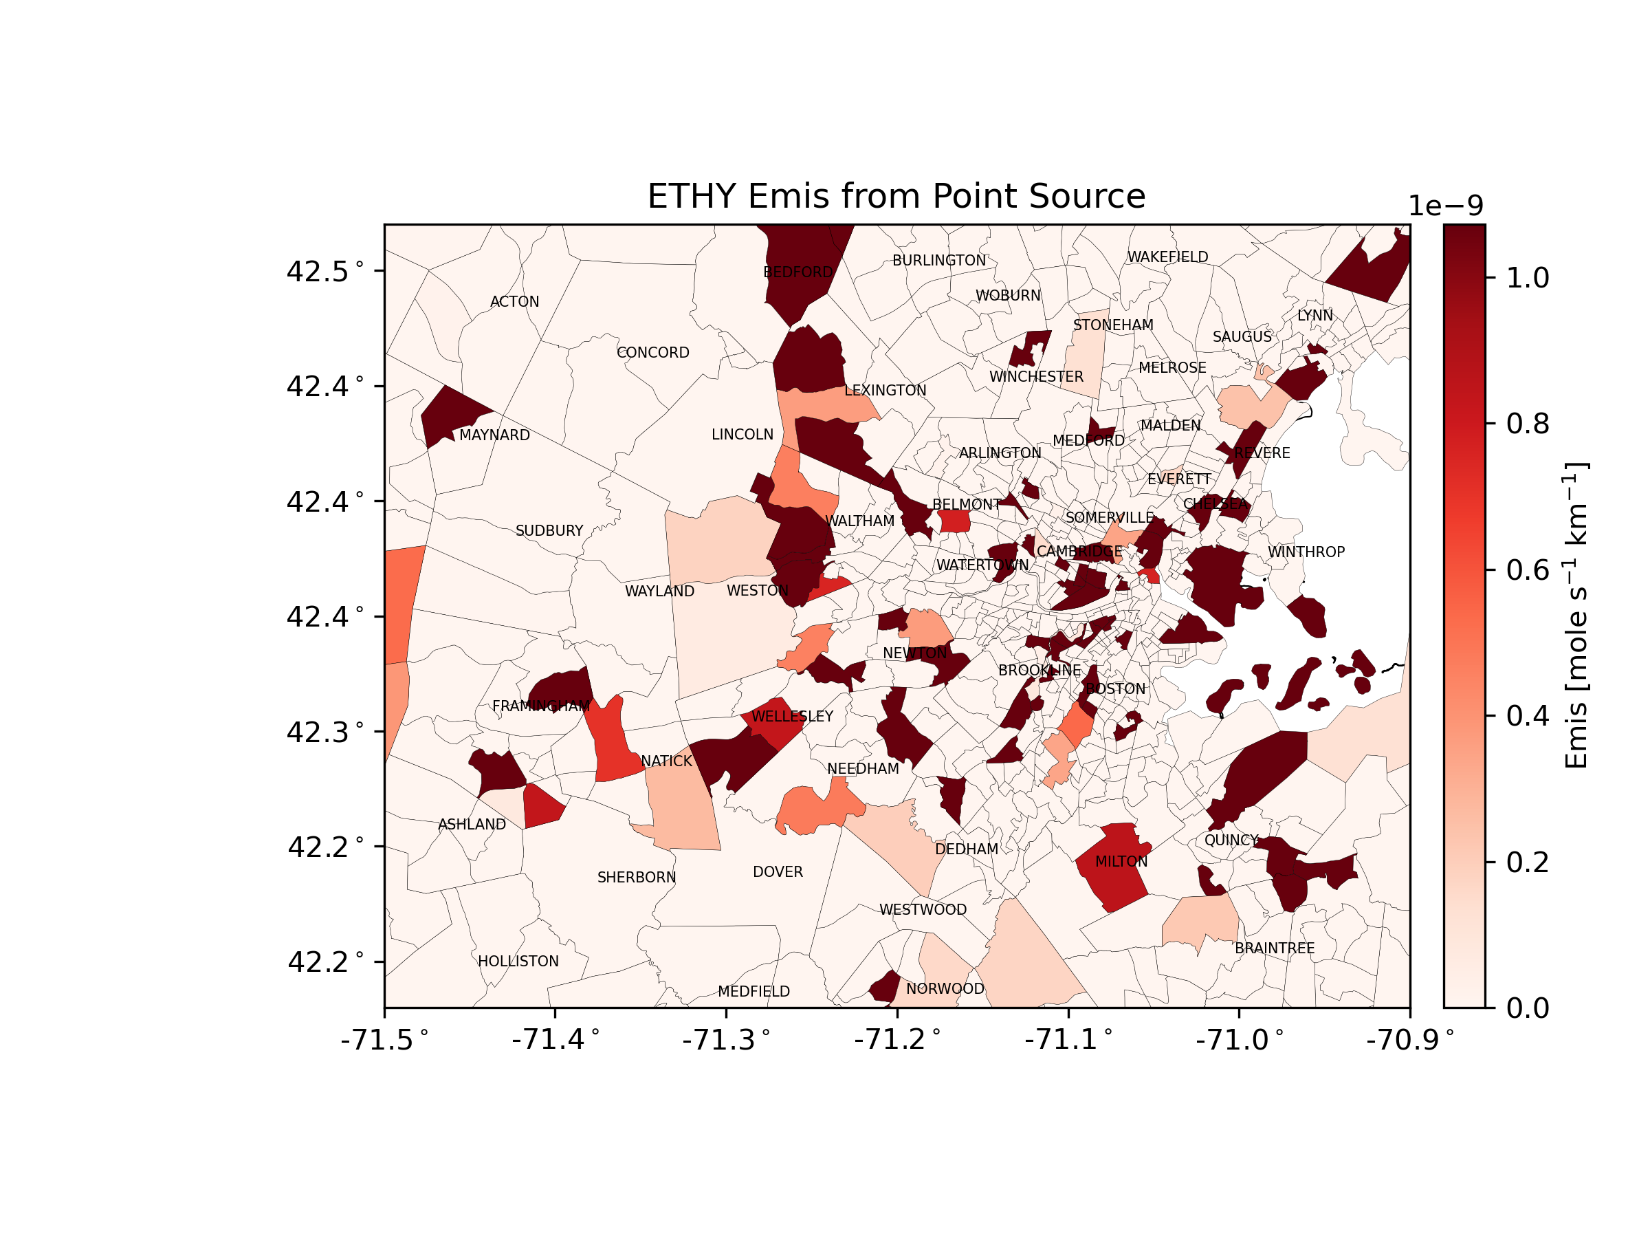 ETHY Emis from Point Source
1e−9
42.5°
42.4°
42.4°
42.4°
42.3°
42.2°
42.2°
-71.5°
-71.4°
-71.3°
-71.2°
-71.1°
-71.0°
-70.9°
BEDFORD
BURLINGTON
WAKEFIELD
WOBURN
ACTON
STONEHAM
LYNN
SAUGUS
CONCORD
MELROSE
WINCHESTER
LEXINGTON
LINCOLN
MAYNARD
MEDFORD
MALDEN
ARLINGTON
REVERE
EVERETT
BELMONT
CHELSEA
SOMERVILLE
WALTHAM
SUDBURY
CAMBRIDGE
WINTHROP
WATERTOWN
WAYLAND
WESTON
NEWTON
BROOKLINE
BOSTON
FRAMINGHAM
WELLESLEY
NATICK
NEEDHAM
ASHLAND
QUINCY
DEDHAM
MILTON
SHERBORN
DOVER
WESTWOOD
BRAINTREE
HOLLISTON
MEDFIELD
NORWOOD
1.0
0.8
0.6
0.4
0.2
0.0
Emis [mole s⁻¹ km⁻¹]